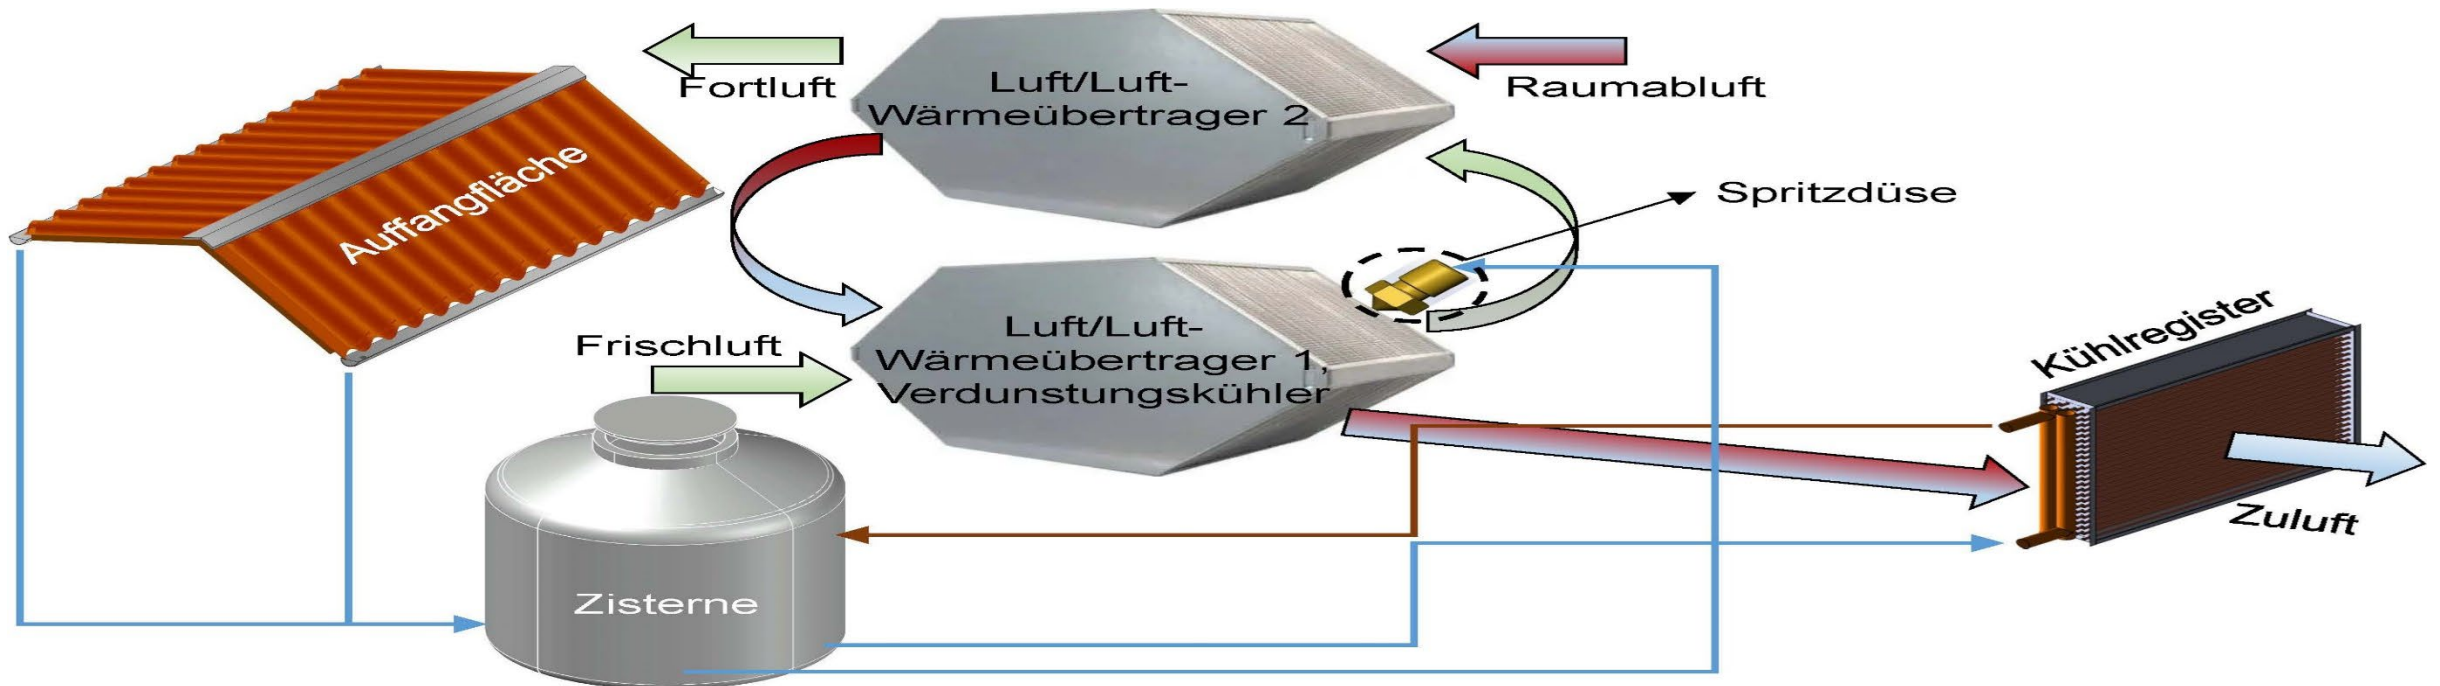 Fortluft
Luft/Luft-
Wärmeübertrager 2
Raumabluft
Auffangfläche
Spritzdüse
Frischluft
Luft/Luft-
Wärmeübertrager 1,
Verdunstungskühler
Kühlregister
Zuluft
Zisterne